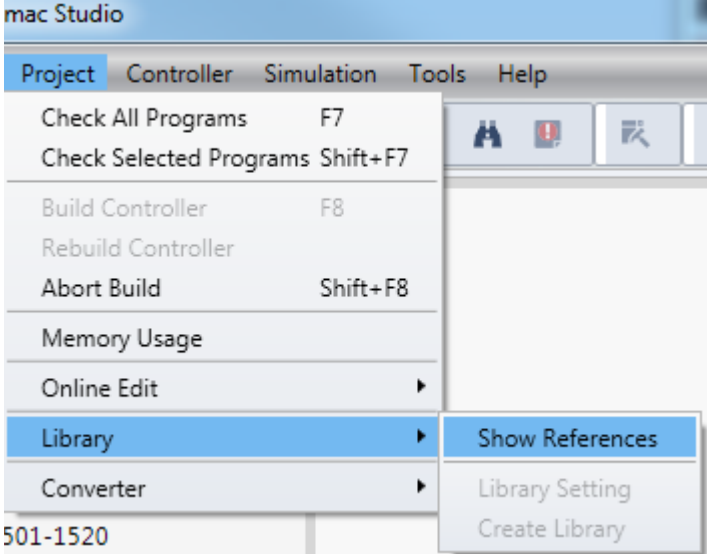 mac Studio
Project Controller Simulation Tools Help
Check All Programs F7
Check Selected Programs Shift+F7
Build Controller F8
Rebuild Controller
Abort Build Shift+F8
Memory Usage
Online Edit
Library
Show References
Converter
Library Setting
Create Library
501-1520